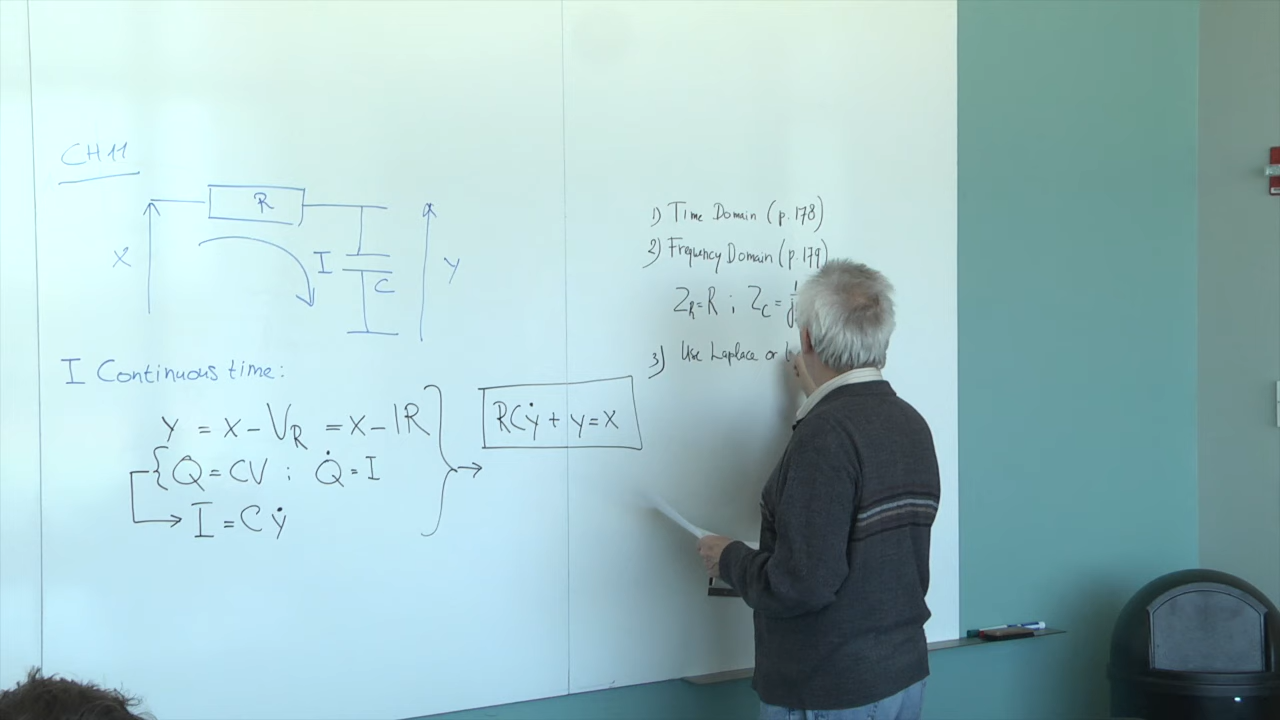 CH11
R
X
I
C
y
I Continuous time:
y = x - V_R = x - IR
{Q = CV ; Q̇ = I
I = Cẏ
RCẏ + y = x
1) Time Domain (p. 178)
2) Frequency Domain (p. 179)
Z_R = R ; Z_C = 1
3) Use Laplace or